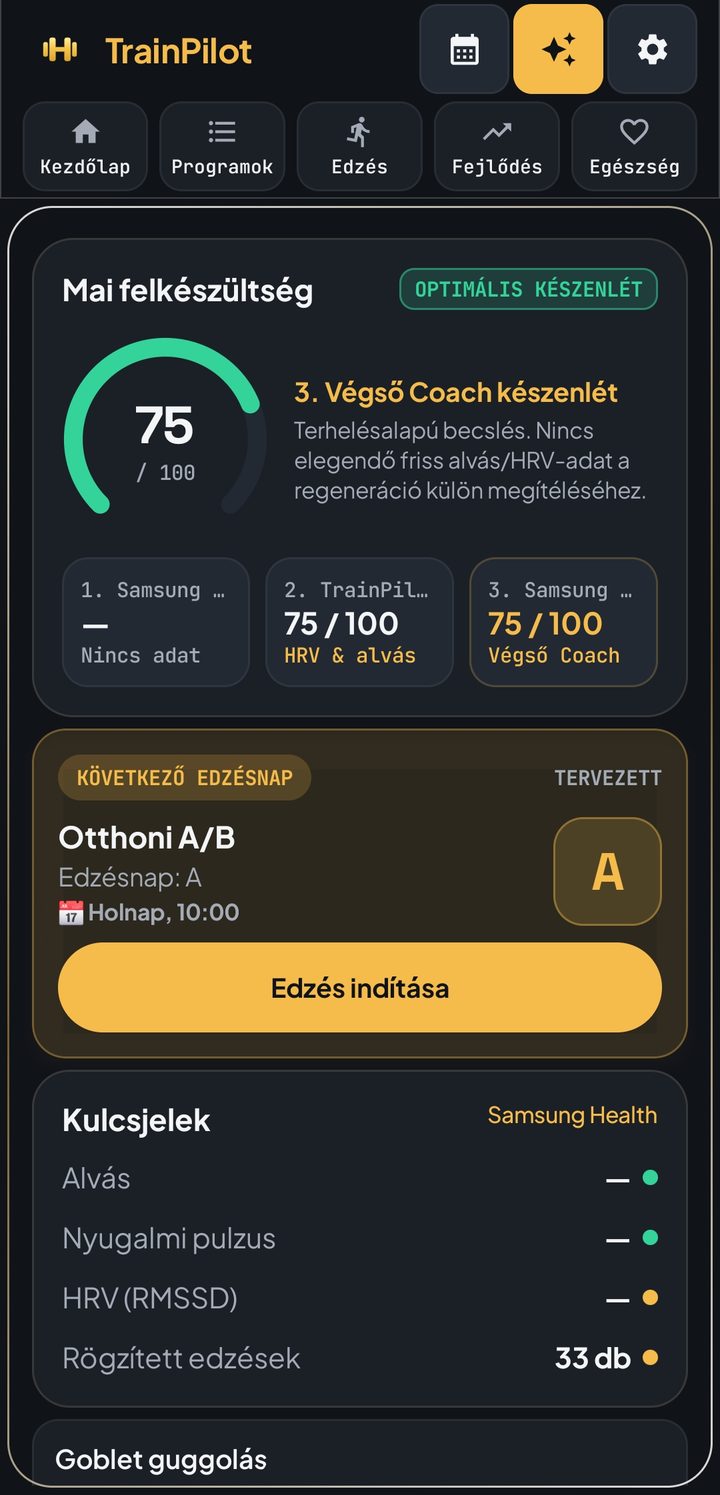 TrainPilot
Kezdőlap
Programok
Edzés
Fejlődés
Egészség
Mai felkészültség
OPTIMÁLIS KÉSZENLÉT
75
/ 100
3. Végső Coach készenlét
Terhelésalapú becslés. Nincs
elegendő friss alvás/HRV-adat a
regeneráció külön megítéléséhez.
1. Samsung …
—
Nincs adat
2. TrainPil…
75 / 100
HRV & alvás
3. Samsung …
75 / 100
Végső Coach
KÖVETKEZŐ EDZÉSNAP
TERVEZETT
Otthoni A/B
Edzésnap: A
📅 Holnap, 10:00
A
Edzés indítása
Kulcsjelek
Samsung Health
Alvás —
Nyugalmi pulzus —
HRV (RMSSD) —
Rögzített edzések 33 db
Goblet guggolás